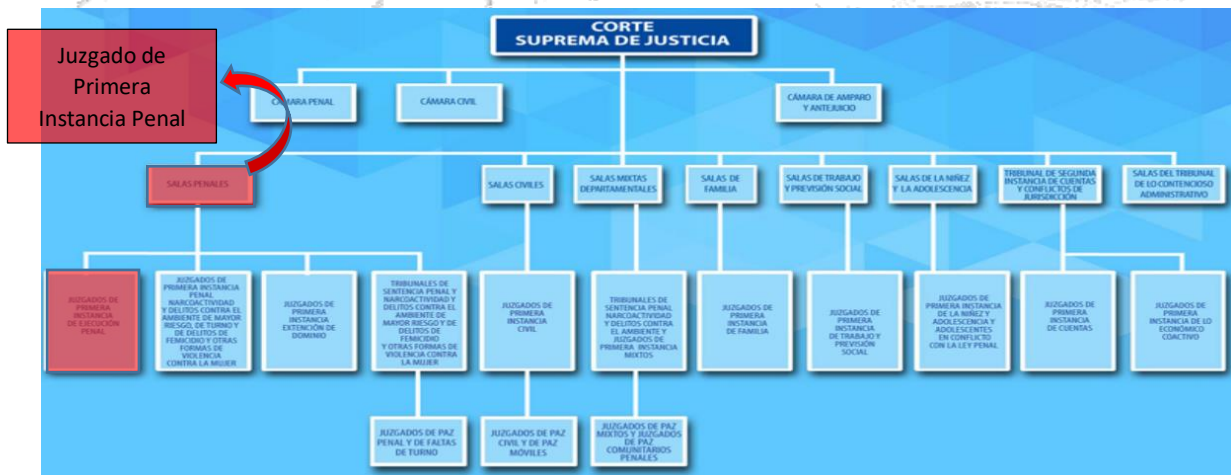 CORTE
SUPREMA DE JUSTICIA
Juzgado de
Primera
Instancia Penal
CÁMARA PENAL
CÁMARA CIVIL
CÁMARA DE AMPARO
Y ANTEJUICIO
SALAS PENALES
SALAS CIVILES
SALAS MIXTAS
DEPARTAMENTALES
SALAS DE
FAMILIA
SALAS DE TRABAJO
Y PREVISIÓN SOCIAL
SALAS DE LA NIÑEZ
Y LA ADOLESCENCIA
TRIBUNAL DE SEGUNDA
INSTANCIA DE CUENTAS
Y CONFLICTOS DE
JURISDICCIÓN
SALAS DEL TRIBUNAL
DE LO CONTENCIOSO
ADMINISTRATIVO
JUZGADOS DE
PRIMERA
INSTANCIA
DE EJECUCIÓN
PENAL
JUZGADOS DE
PRIMERA INSTANCIA
PENAL
NARCOACTIVIDAD
Y DELITOS CONTRA EL
AMBIENTE DE MAYOR
RIESGO, DE TURNO Y
DE DELITOS DE
FEMICIDIO Y OTRAS
FORMAS DE
VIOLENCIA
CONTRA LA MUJER
JUZGADOS DE
PRIMERA
INSTANCIA
EXTENCIÓN DE
DOMINIO
TRIBUNALES DE
SENTENCIA PENAL Y
NARCOACTIVIDAD Y
DELITOS CONTRA EL
AMBIENTE DE
MAYOR RIESGO Y DE
DELITOS DE
FEMICIDIO
Y OTRAS FORMAS DE
VIOLENCIA CONTRA
LA MUJER
JUZGADOS DE
PRIMERA
INSTANCIA
CIVIL
TRIBUNALES DE
SENTENCIA PENAL
NARCOACTIVIDAD
Y DELITOS CONTRA
EL AMBIENTE Y
JUZGADOS DE
PRIMERA INSTANCIA
MIXTOS
JUZGADOS DE
PRIMERA
INSTANCIA
DE FAMILIA
JUZGADOS DE
PRIMERA
INSTANCIA
DE TRABAJO Y
PREVISIÓN
SOCIAL
JUZGADOS DE
PRIMERA INSTANCIA
DE LA NIÑEZ Y
ADOLESCENCIA Y
ADOLESCENTES
EN CONFLICTO
CON LA LEY PENAL
JUZGADOS DE
PRIMERA
INSTANCIA
DE CUENTAS
JUZGADOS DE
PRIMERA
INSTANCIA DE LO
ECONÓMICO
COACTIVO
JUZGADOS DE PAZ
PENAL Y DE FALTAS
DE TURNO
JUZGADOS DE PAZ
CIVIL Y DE PAZ
MÓVILES
JUZGADOS DE PAZ
MIXTOS Y JUZGADOS
DE PAZ
COMUNITARIOS
PENALES